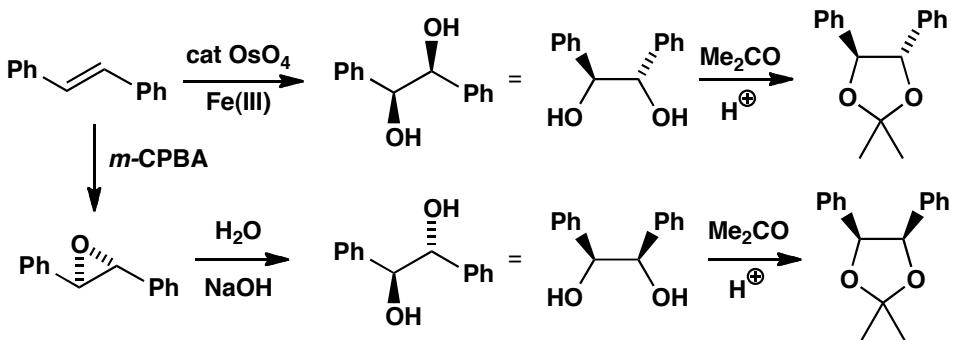 Ph
Ph
cat OsO4
Fe(III)
OH
Ph
Ph
OH
=
Ph
Ph
HO
OH
Me2CO
H⊕
Ph
Ph
O
O
m-CPBA
O
Ph
Ph
H2O
NaOH
OH
Ph
Ph
OH
=
Ph
Ph
HO
OH
Me2CO
H⊕
Ph
Ph
O
O